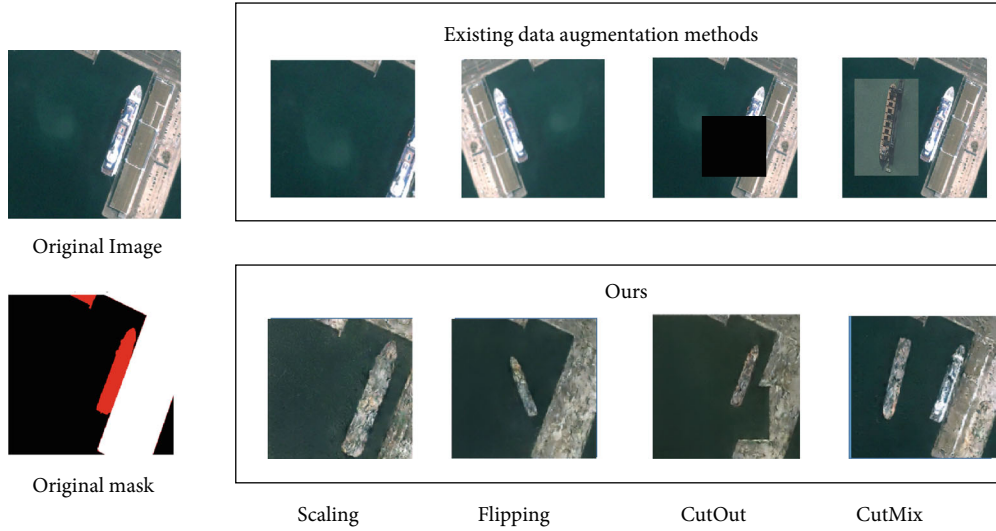 Existing data augmentation methods
Original Image
Ours
Original mask
Scaling Flipping CutOut CutMix